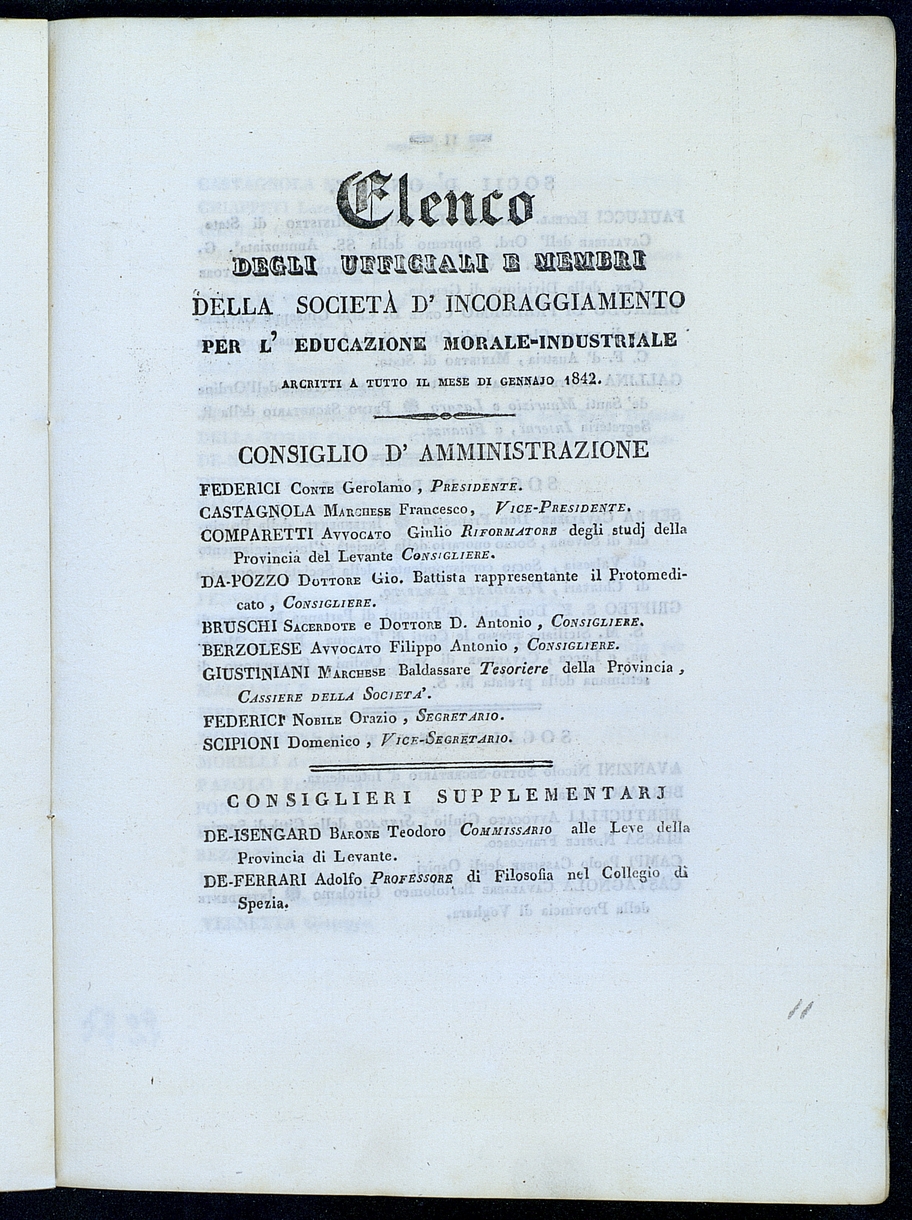 Elenco
DEGLI UFFICIALI E MEMBRI
DELLA SOCIETÀ D' INCORAGGIAMENTO
PER L' EDUCAZIONE MORALE-INDUSTRIALE
ARCRITTI A TUTTO IL MESE DI GENNAJO 1842.
CONSIGLIO D' AMMINISTRAZIONE
FEDERICI CONTE Gerolamo , PRESIDENTE.
CASTAGNOLA MARCHESE Francesco, VICE-PRESIDENTE.
COMPARETTI AVVOCATO Giulio RIFORMATORE degli studj della
Provincia del Levante CONSIGLIERE.
DA-POZZO DOTTORE Gio. Battista rappresentante il Protomedi-
cato , CONSIGLIERE.
BRUSCHI SACERDOTE e DOTTORE D. Antonio , CONSIGLIERE.
BERZOLESE AVVOCATO Filippo Antonio , CONSIGLIERE.
GIUSTINIANI MARCHESE Baldassare Tesoriere della Provincia ,
CASSIERE DELLA SOCIETA'.
FEDERICI NOBILE Orazio , SEGRETARIO.
SCIPIONI Domenico , VICE-SEGRETARIO.
CONSIGLIERI SUPPLEMENTARI
DE-ISENGARD BARONE Teodoro COMMISSARIO alle Leve della
Provincia di Levante.
DE-FERRARI Adolfo PROFESSORE di Filosofia nel Collegio di
Spezia.